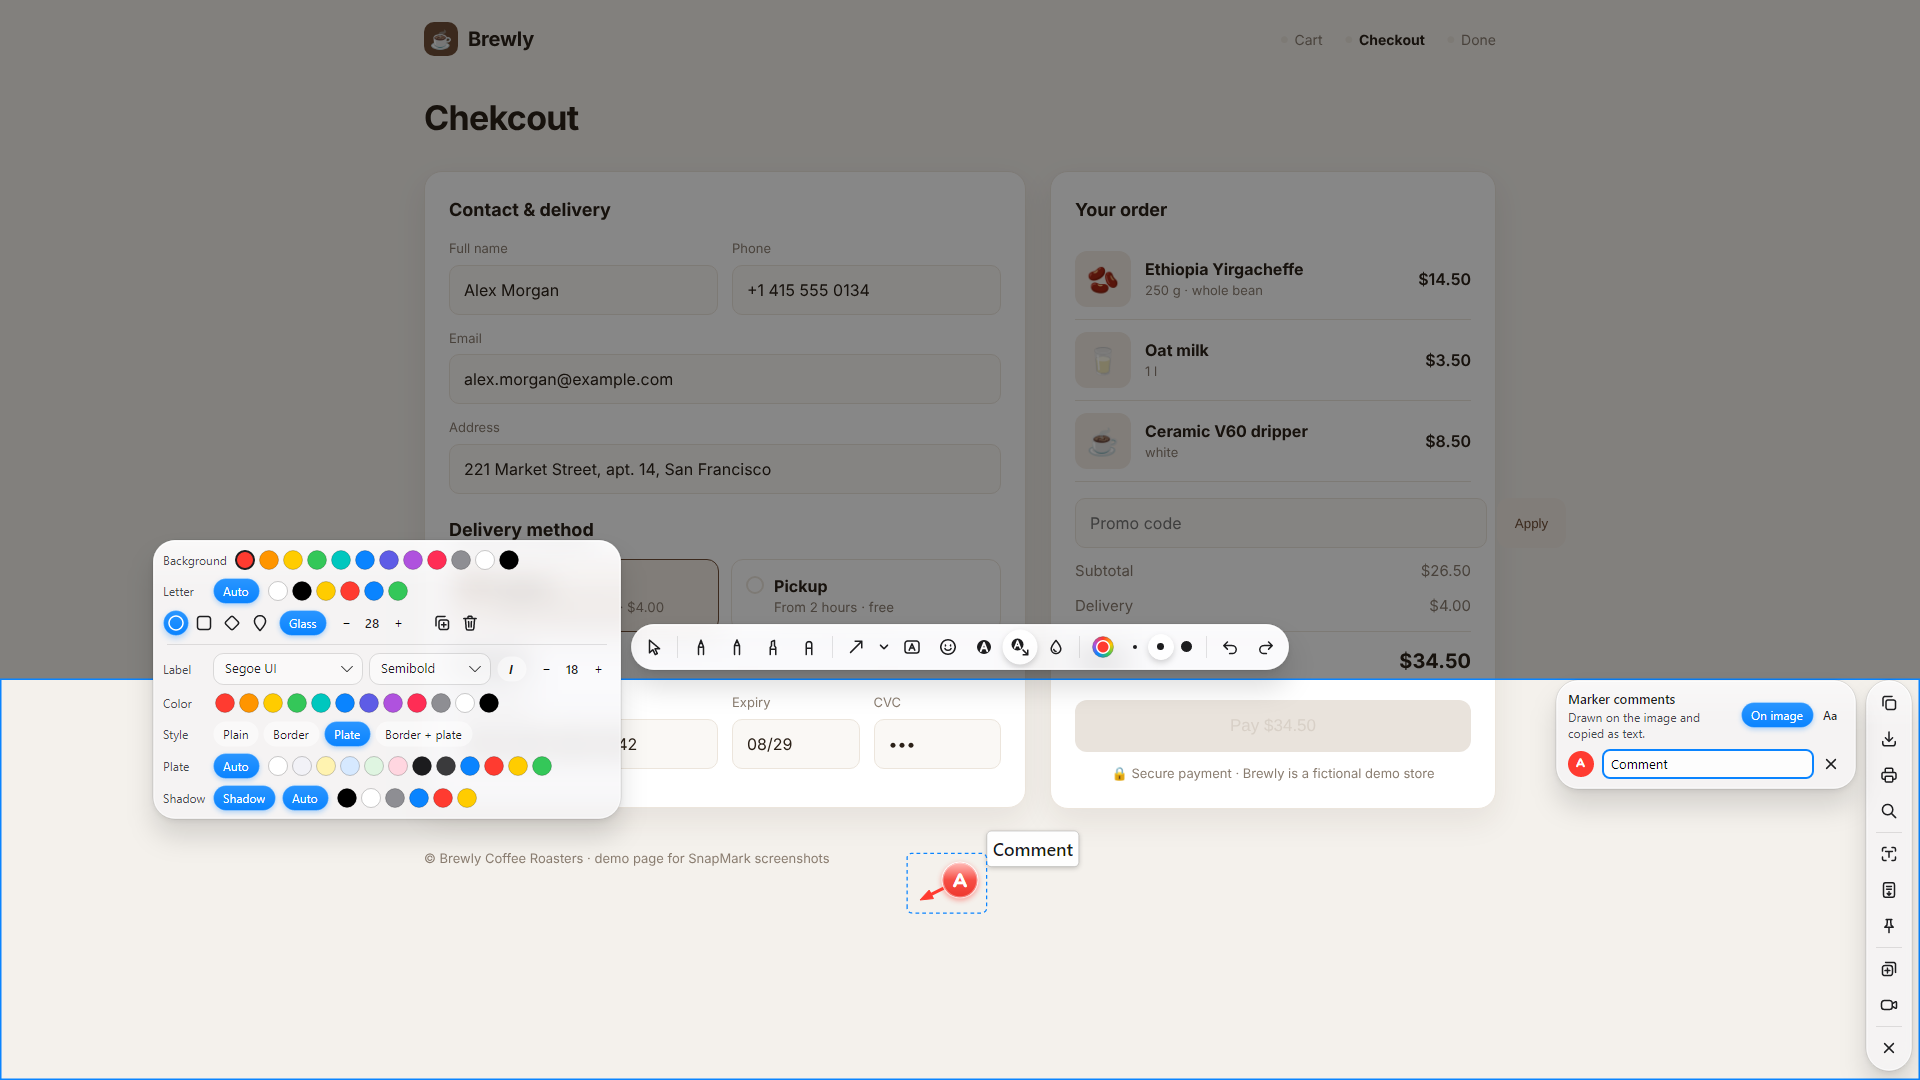 Brewly
Cart
Checkout
Done
Chekcout
Contact & delivery
Full name
Phone
Alex Morgan
+1 415 555 0134
Email
alex.morgan@example.com
Address
221 Market Street, apt. 14, San Francisco
Delivery method
· $4.00
Pickup
From 2 hours · free
42
Expiry
08/29
CVC
•••
Your order
Ethiopia Yirgacheffe
250 g · whole bean
$14.50
Oat milk
1 l
$3.50
Ceramic V60 dripper
white
$8.50
Promo code
Apply
Subtotal
$26.50
Delivery
$4.00
$34.50
Pay $34.50
🔒 Secure payment · Brewly is a fictional demo store
© Brewly Coffee Roasters · demo page for SnapMark screenshots
Background
Letter
Auto
Glass
− 28 +
Label
Segoe UI
Semibold
I
− 18 +
Color
Style
Plain
Border
Plate
Border + plate
Plate
Auto
Shadow
Shadow
Auto
A
Comment
Marker comments
Drawn on the image and
copied as text.
On image
Aa
A
Comment